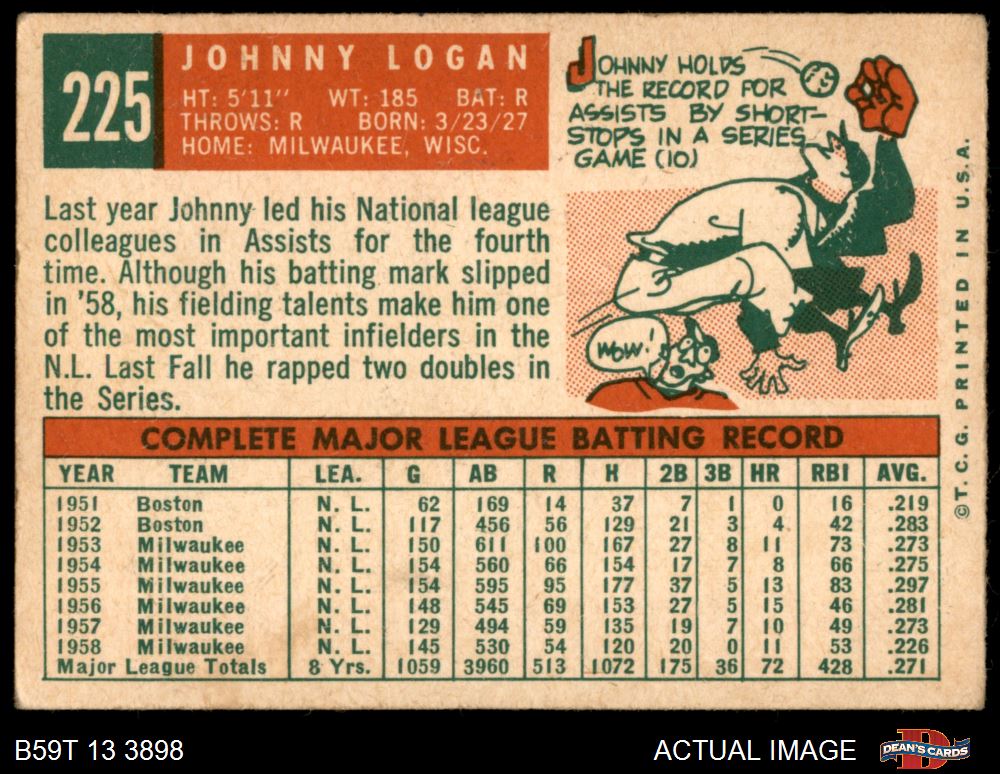 225
JOHNNY LOGAN
HT: 5'11" WT: 185 BAT: R
THROWS: R BORN: 3/23/27
HOME: MILWAUKEE, WISC.
JOHNNY HOLDS
THE RECORD FOR
ASSISTS BY SHORT-
STOPS IN A SERIES
GAME (10)
Last year Johnny led his National league
colleagues in Assists for the fourth
time. Although his batting mark slipped
in '58, his fielding talents make him one
of the most important infielders in the
N.L. Last Fall he rapped two doubles in
the Series.
WOW!
COMPLETE MAJOR LEAGUE BATTING RECORD
YEAR TEAM LEA. G AB R H 2B 3B HR RBI AVG.
1951 Boston N. L. 62 169 14 37 7 1 0 16 .219
1952 Boston N. L. 117 456 56 129 21 3 4 42 .283
1953 Milwaukee N. L. 150 611 100 167 27 8 11 73 .273
1954 Milwaukee N. L. 154 560 66 154 17 7 8 66 .275
1955 Milwaukee N. L. 154 595 95 177 37 5 13 83 .297
1956 Milwaukee N. L. 148 545 69 153 27 5 15 46 .281
1957 Milwaukee N. L. 129 494 59 135 19 7 10 49 .273
1958 Milwaukee N. L. 145 530 54 120 20 0 11 53 .226
Major League Totals 8 Yrs. 1059 3960 513 1072 175 36 72 428 .271
©T. C. G. PRINTED IN U.S.A.
B59T 13 3898
ACTUAL IMAGE
DEAN'S CARDS